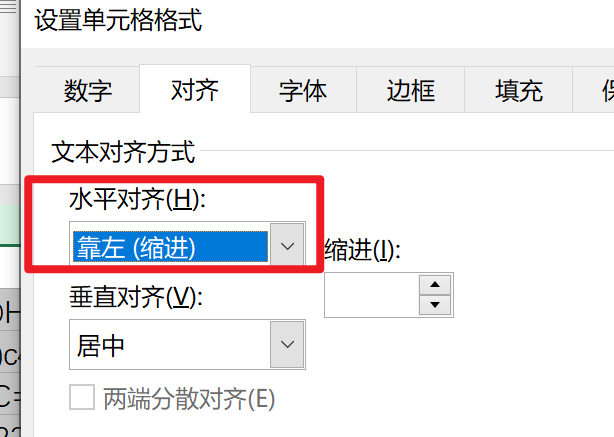 设置单元格格式
数字 对齐 字体 边框 填充
文本对齐方式
水平对齐(H):
靠左 (缩进) 缩进(I):
垂直对齐(V):
居中
两端分散对齐(E)